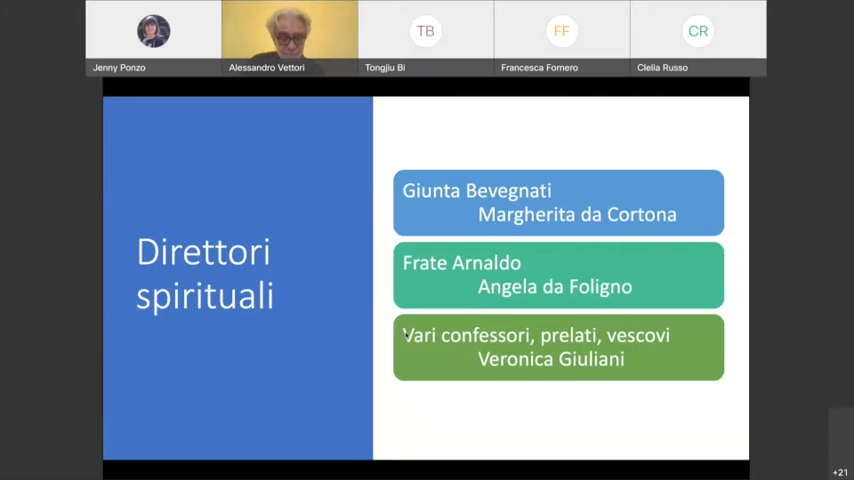 TB
FF
CR
Jenny Ponzo
Alessandro Vettori
Tongjiu Bi
Francesca Fornero
Clelia Russo
Direttori
spirituali
Giunta Bevegnati
Margherita da Cortona
Frate Arnaldo
Angela da Foligno
Vari confessori, prelati, vescovi
Veronica Giuliani
+21